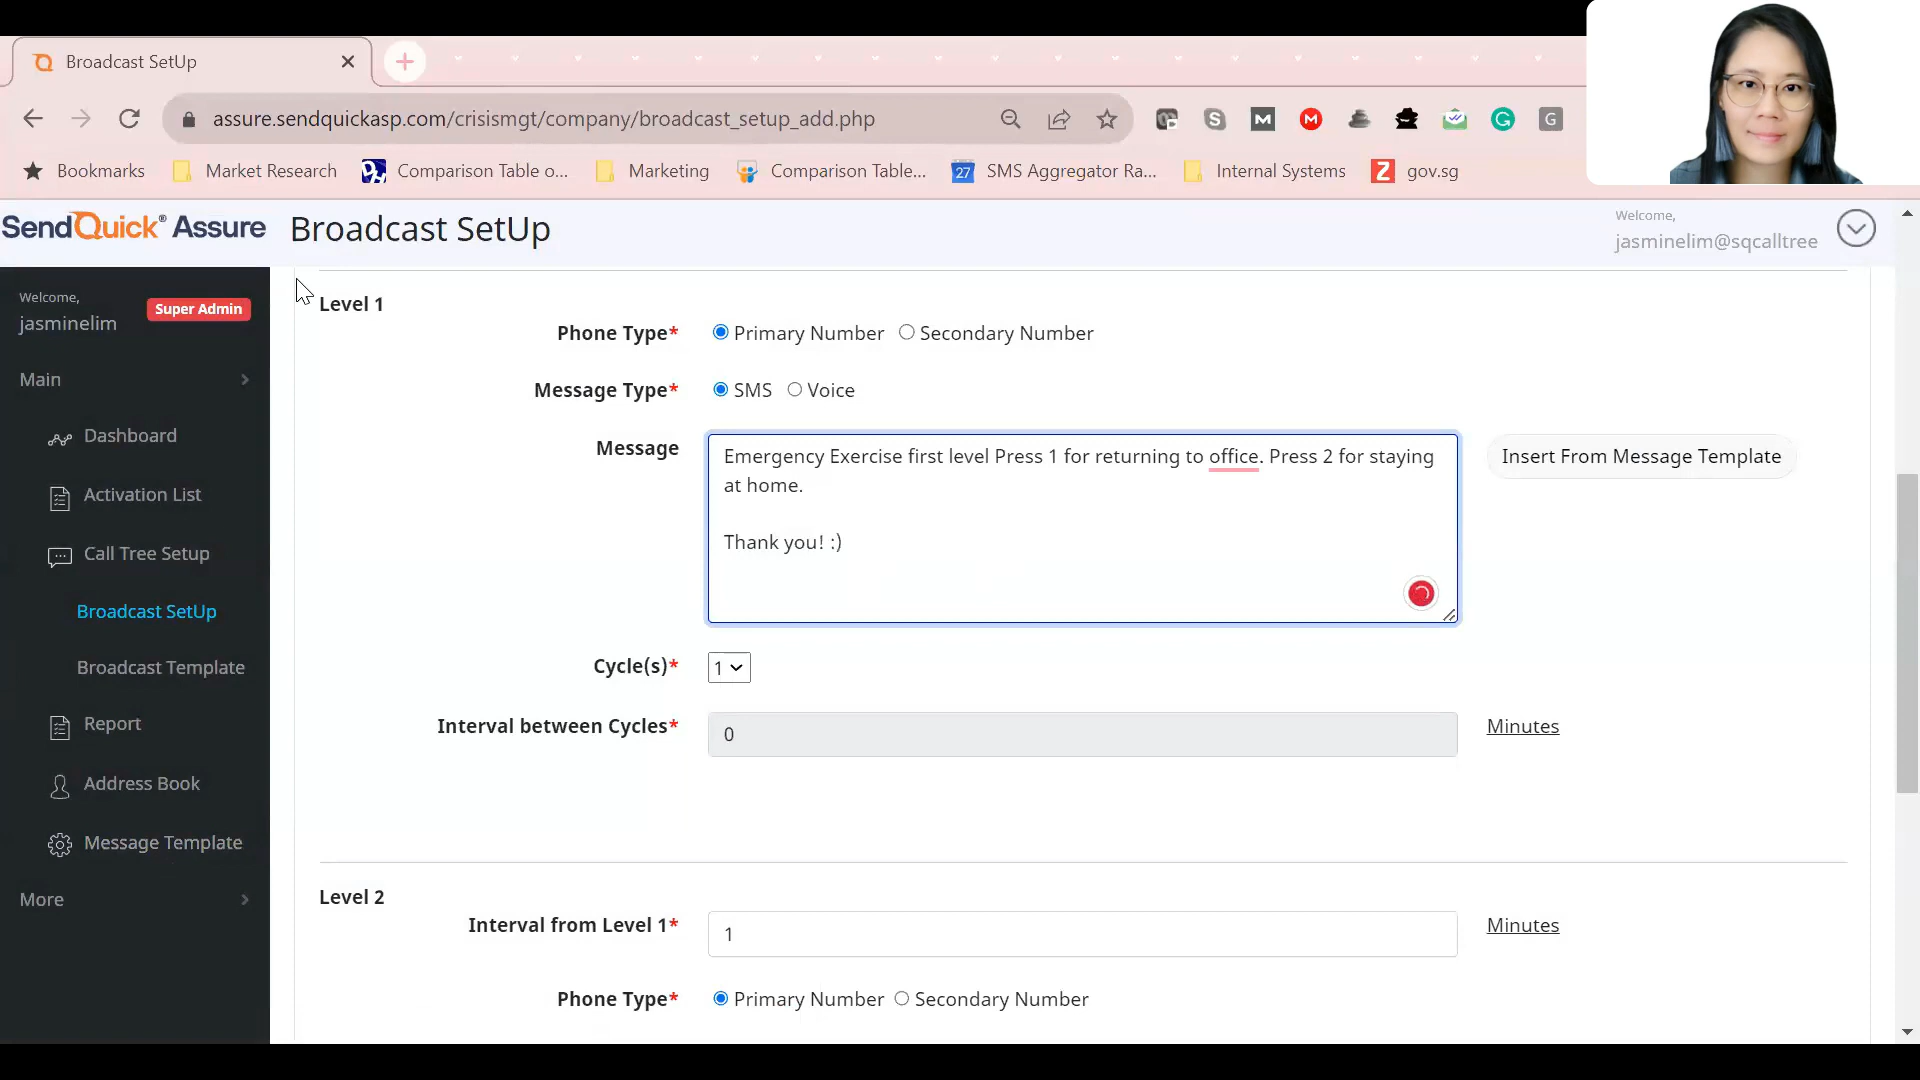 Broadcast SetUp
assure.sendquickasp.com/crisismgt/company/broadcast_setup_add.php
Bookmarks
Market Research
Comparison Table o...
Marketing
Comparison Table...
27
SMS Aggregator Ra...
Internal Systems
gov.sg
SendQuick® Assure
Broadcast SetUp
Welcome,
jasminelim@sqcalltree
Welcome,
jasminelim
Super Admin
Main
Dashboard
Activation List
Call Tree Setup
Broadcast SetUp
Broadcast Template
Report
Address Book
Message Template
More
Level 1
Phone Type*
Primary Number
Secondary Number
Message Type*
SMS
Voice
Message
Emergency Exercise first level Press 1 for returning to office. Press 2 for staying
at home.
Thank you! :)
Insert From Message Template
Cycle(s)*
1
Interval between Cycles*
0
Minutes
Level 2
Interval from Level 1*
1
Minutes
Phone Type*
Primary Number
Secondary Number